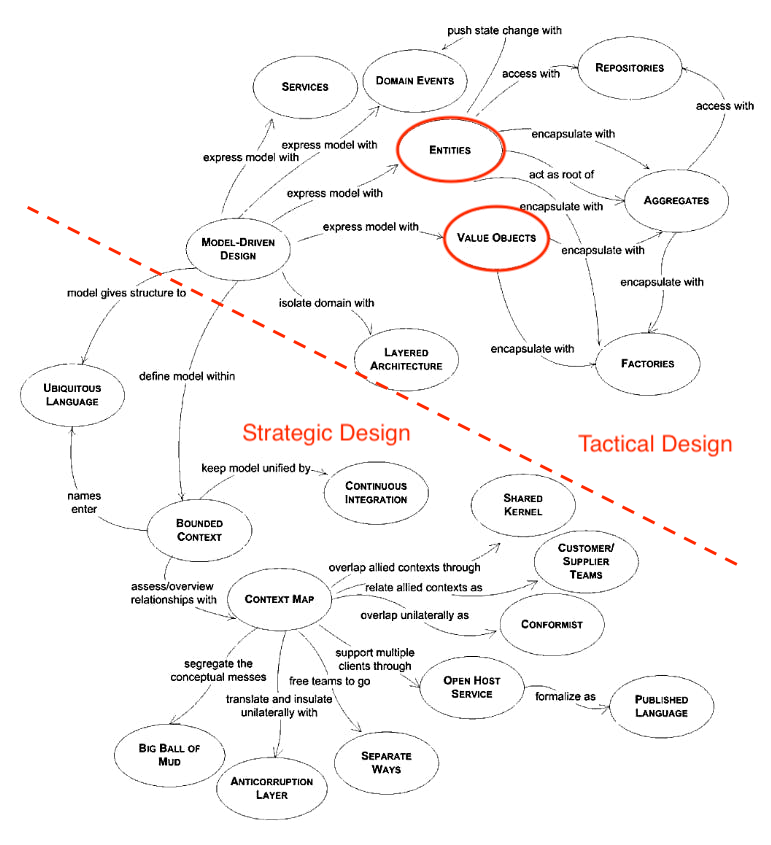 push state change with
SERVICES
DOMAIN EVENTS
access with
REPOSITORIES
access with
express model with
express model with
ENTITIES
encapsulate with
act as root of
express model with
encapsulate with
AGGREGATES
MODEL-DRIVEN
DESIGN
express model with
VALUE OBJECTS
encapsulate with
model gives structure to
isolate domain with
encapsulate with
define model within
LAYERED
ARCHITECTURE
encapsulate with
FACTORIES
UBIQUITOUS
LANGUAGE
Strategic Design
Tactical Design
keep model unified by
CONTINUOUS
INTEGRATION
names
enter
BOUNDED
CONTEXT
SHARED
KERNEL
overlap allied contexts through
CUSTOMER/
SUPPLIER
TEAMS
assess/overview
relationships with
CONTEXT MAP
relate allied contexts as
overlap unilaterally as
CONFORMIST
support multiple
clients through
segregate the
conceptual messes
free teams to go
translate and insulate
unilaterally with
OPEN HOST
SERVICE
formalize as
PUBLISHED
LANGUAGE
BIG BALL OF
MUD
ANTICORRUPTION
LAYER
SEPARATE
WAYS